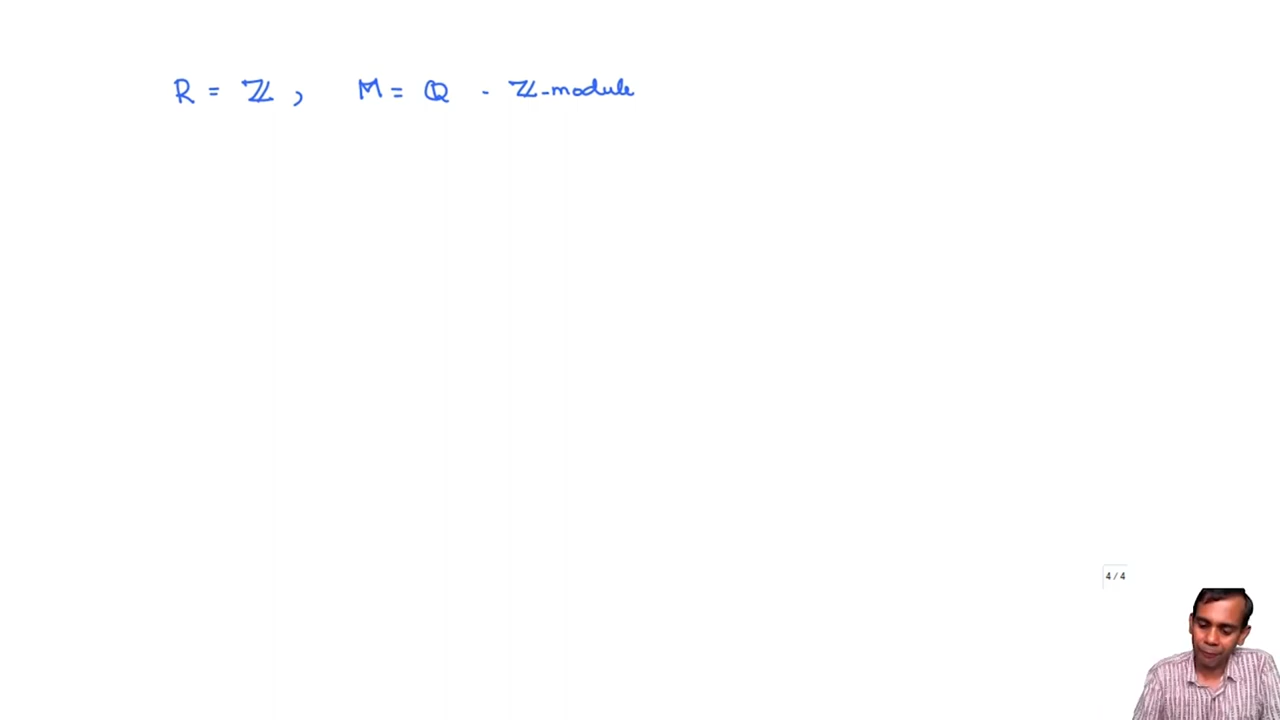 R = ℤ , M = ℚ - ℤ-module
4 / 4